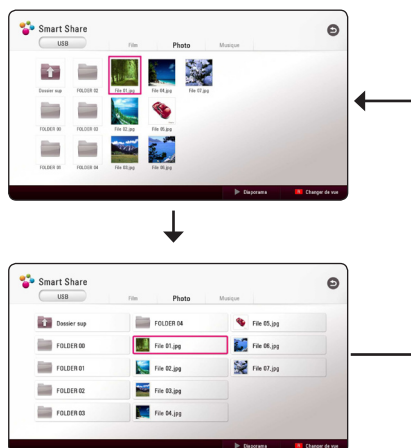 Smart Share
USB Film Photo Musique
Dossier sup FOLDER 02 File 01.jpg File 04.jpg File 07.jpg
FOLDER 00 FOLDER 03 File 02.jpg File 05.jpg
FOLDER FOLDER 04 File 03.jpg File 06.jpg
Diaporama Changer de vue
Smart Share
USB Film Photo Musique
Dossier sup FOLDER 04 File 05.jpg
FOLDER 00 File 01.jpg File 06.jpg
FOLDER 01 File 02.jpg File 07.jpg
FOLDER 02 File 03.jpg
FOLDER 03 File 04.jpg
Diaporama Changer de vue